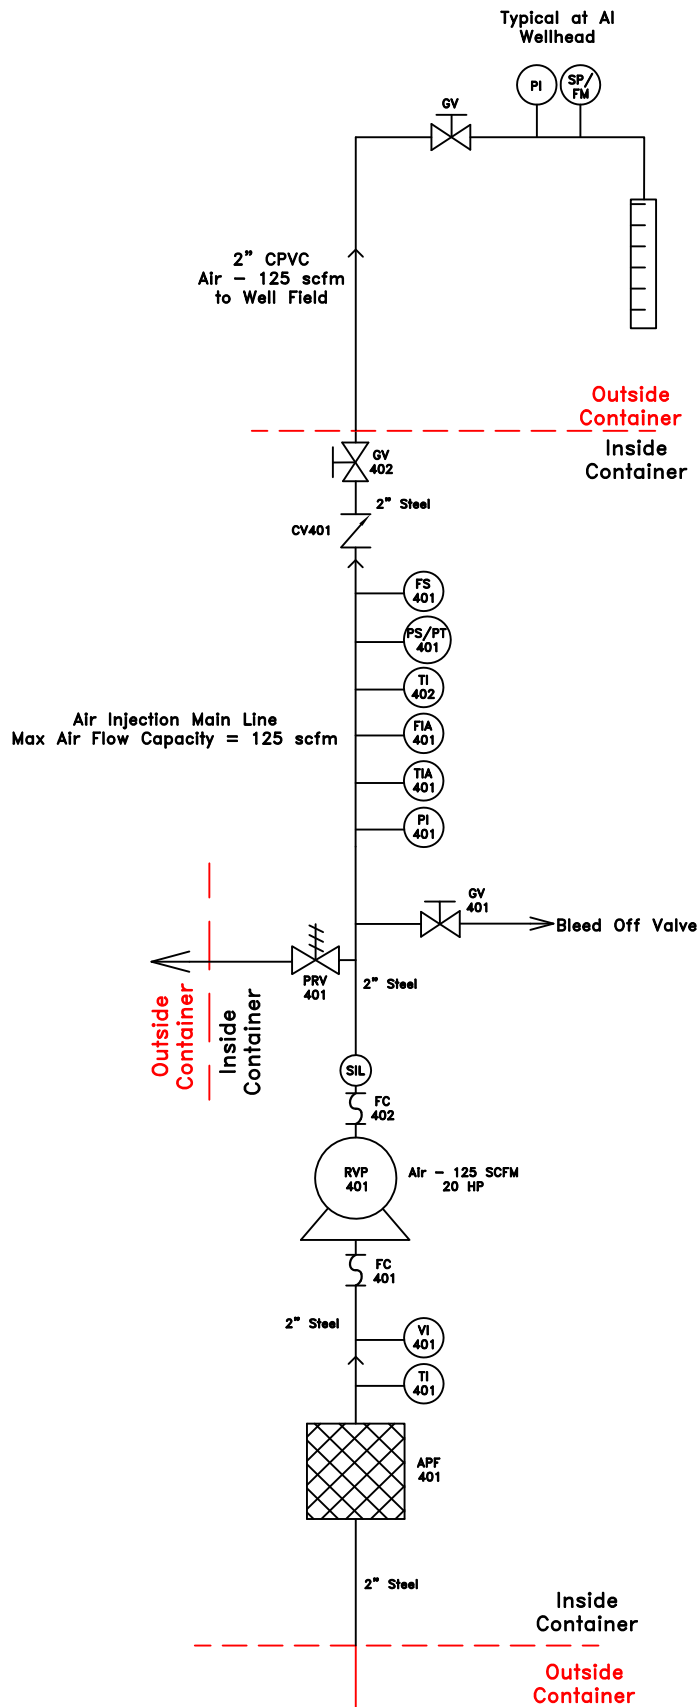 Typical at AI
Wellhead
PI
SP/
FM
GV
2" CPVC
Air - 125 scfm
to Well Field
Outside
Container
Inside
Container
GV
402
2" Steel
CV401
FS
401
PS/PT
401
TI
402
Air Injection Main Line
Max Air Flow Capacity = 125 scfm
FIA
401
TIA
401
PI
401
GV
401
Bleed Off Valve
PRV
401
2" Steel
Outside
Container
Inside
Container
SIL
FC
402
RVP
401
Air - 125 SCFM
20 HP
FC
401
2" Steel
VI
401
TI
401
APF
401
2" Steel
Inside
Container
Outside
Container